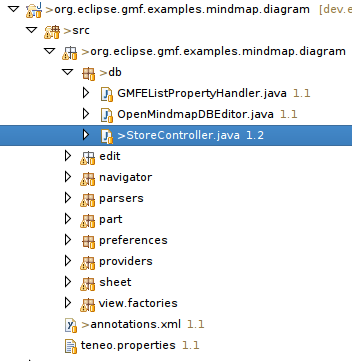 >org.eclipse.gmf.examples.mindmap.diagram [dev.e
>src
>org.eclipse.gmf.examples.mindmap.diagram
>db
GMFEListPropertyHandler.java 1.1
OpenMindmapDBEditor.java 1.1
>StoreController.java 1.2
edit
navigator
parsers
part
preferences
providers
sheet
view.factories
>annotations.xml 1.1
teneo.properties 1.1